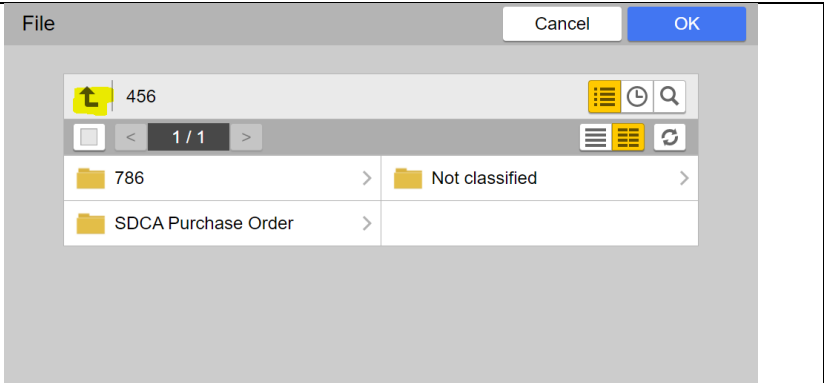 File
Cancel
OK
456
< 1 / 1 >
786
Not classified
SDCA Purchase Order